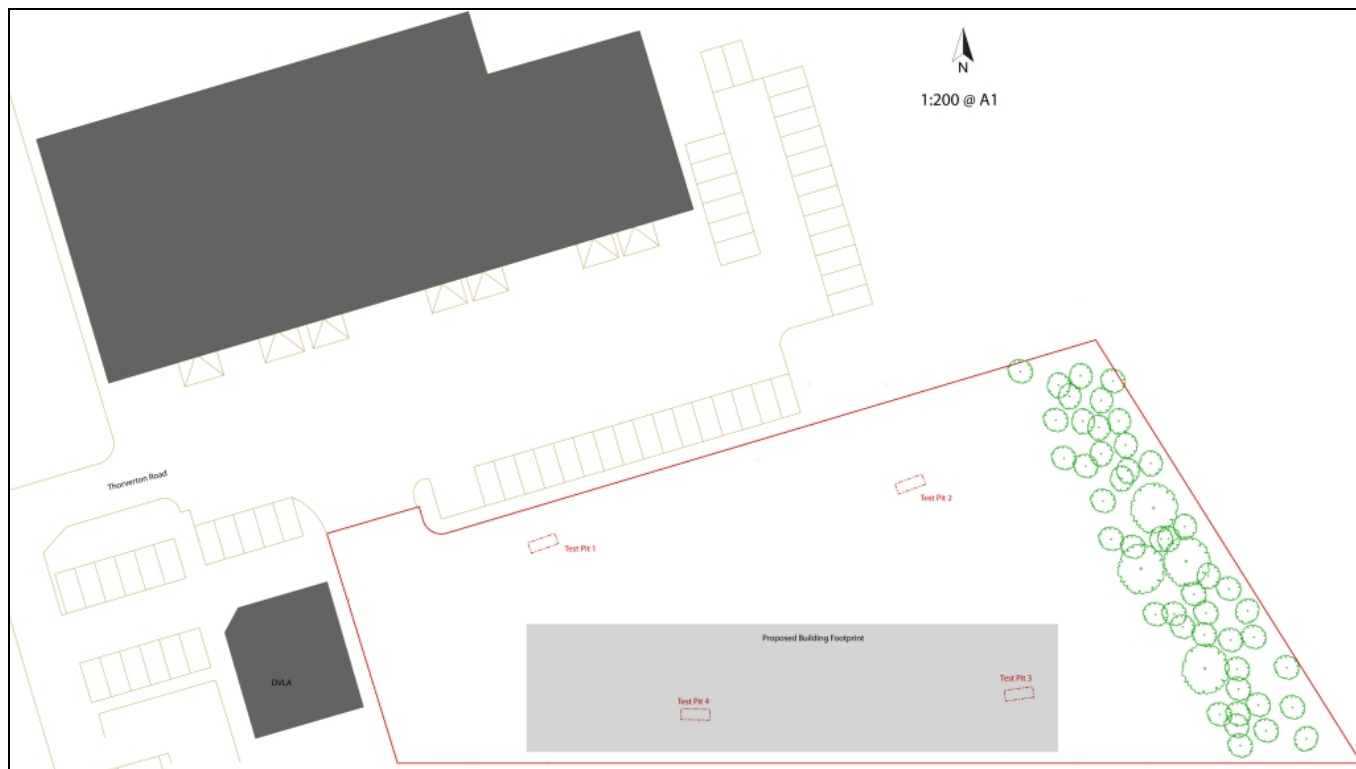 N
1:200 @ A1
Thorverton Road
Test Pit 2
Test Pit 1
Proposed Building Footprint
DVLA
Test Pit 3
Test Pit 4